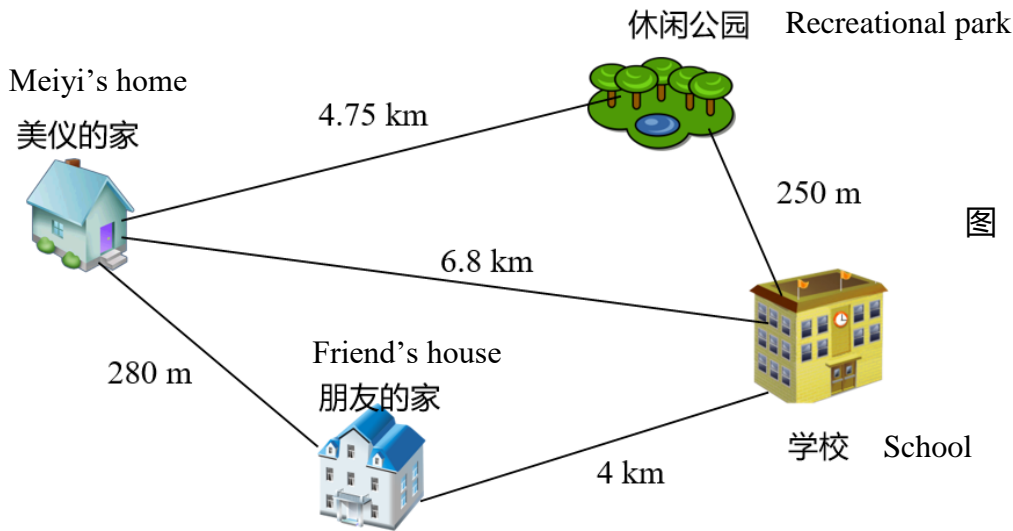 休闲公园 Recreational park
Meiyi’s home
美仪的家
4.75 km
250 m
图
6.8 km
280 m
Friend’s house
朋友的家
学校 School
4 km